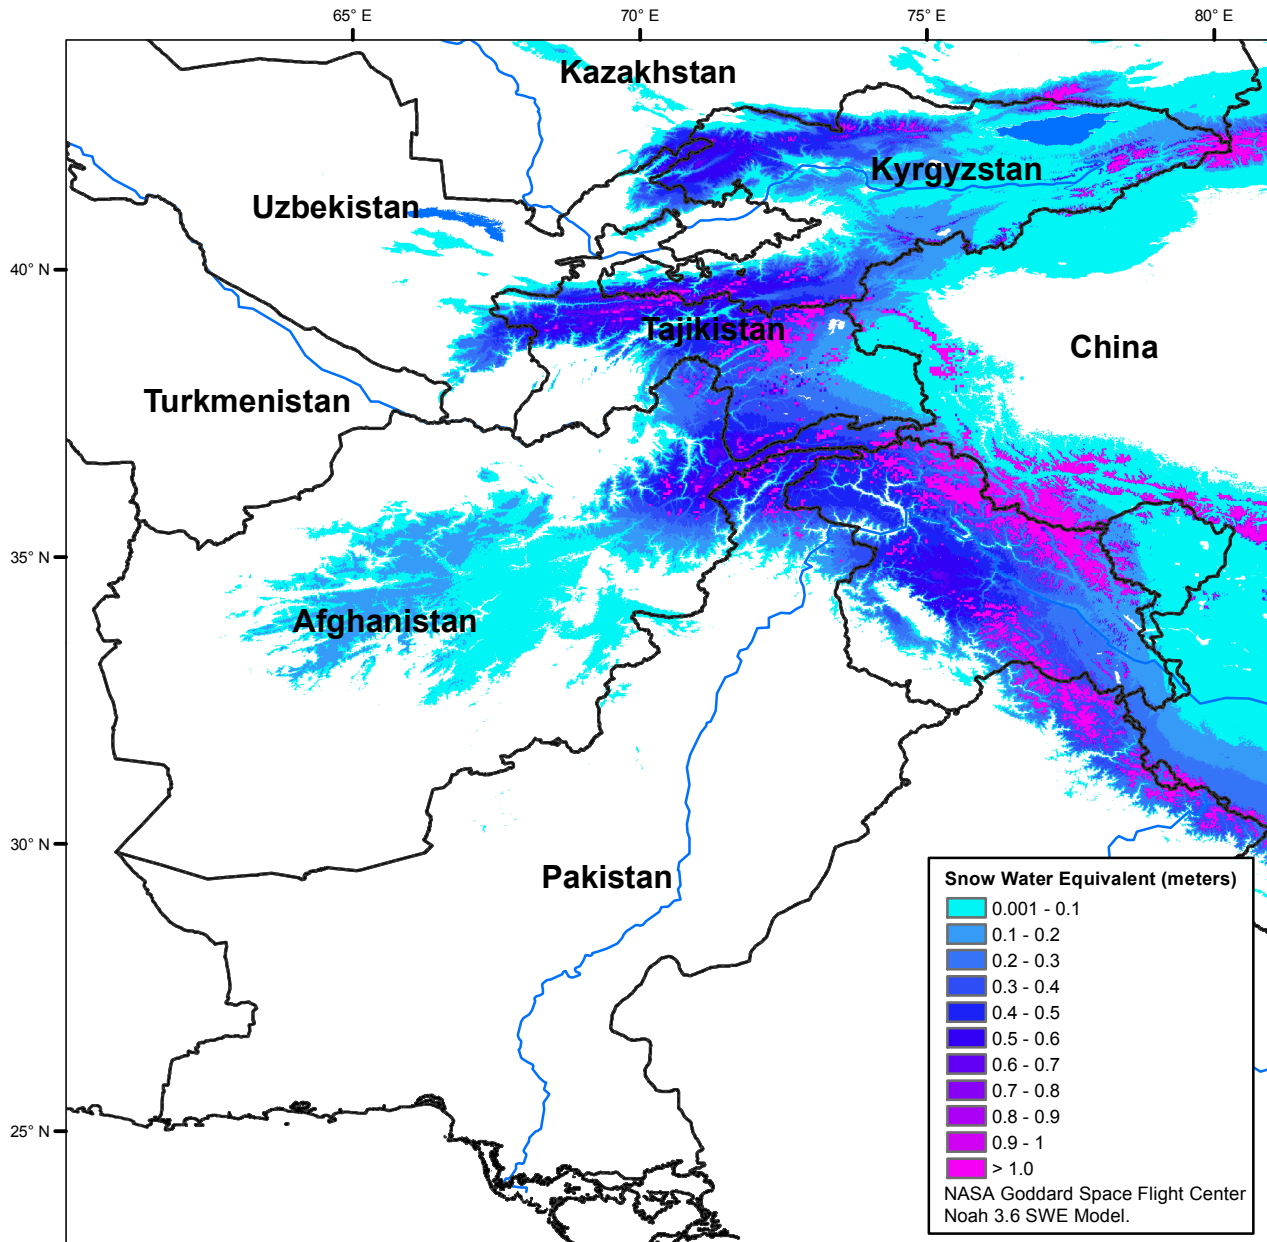 65° E
70° E
75° E
80° E
Kazakhstan
Kyrgyzstan
Uzbekistan
40° N
Tajikistan
China
Turkmenistan
35° N
Afghanistan
30° N
Pakistan
25° N
Snow Water Equivalent (meters)
0.001 - 0.1
0.1 - 0.2
0.2 - 0.3
0.3 - 0.4
0.4 - 0.5
0.5 - 0.6
0.6 - 0.7
0.7 - 0.8
0.8 - 0.9
0.9 - 1
> 1.0
NASA Goddard Space Flight Center
Noah 3.6 SWE Model.